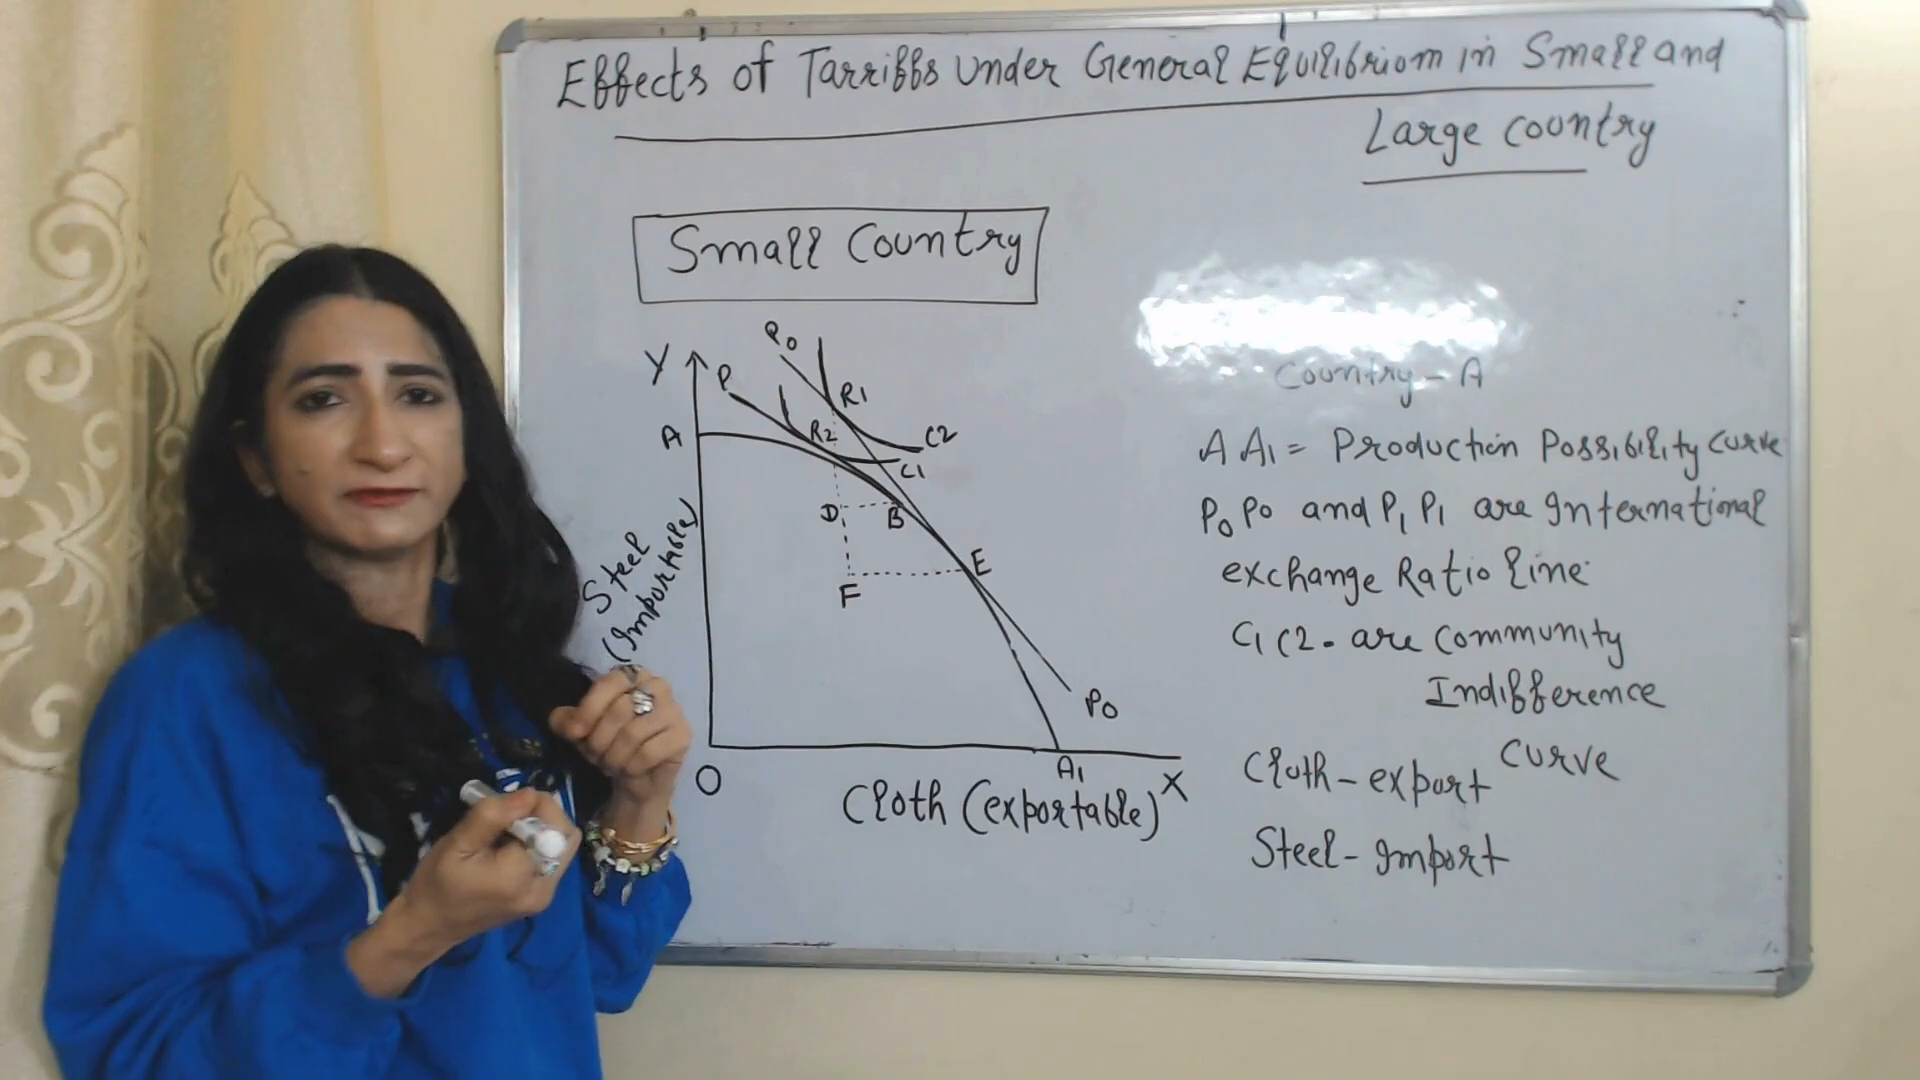 Effects of Tarriffs under General Equilibrium in Small and
Large country
Small Country
Y
P0
P
R1
A
R2
C2
C1
D
B
E
F
Steel
(Importable)
P0
O
A1
X
Cloth (exportable)
Country - A
A A1 = Production Possibility curve
P0 P0 and P1 P1 are International
exchange Ratio line
C1 C2 - are Community
Indifference
Curve
Cloth - export
Steel - Import